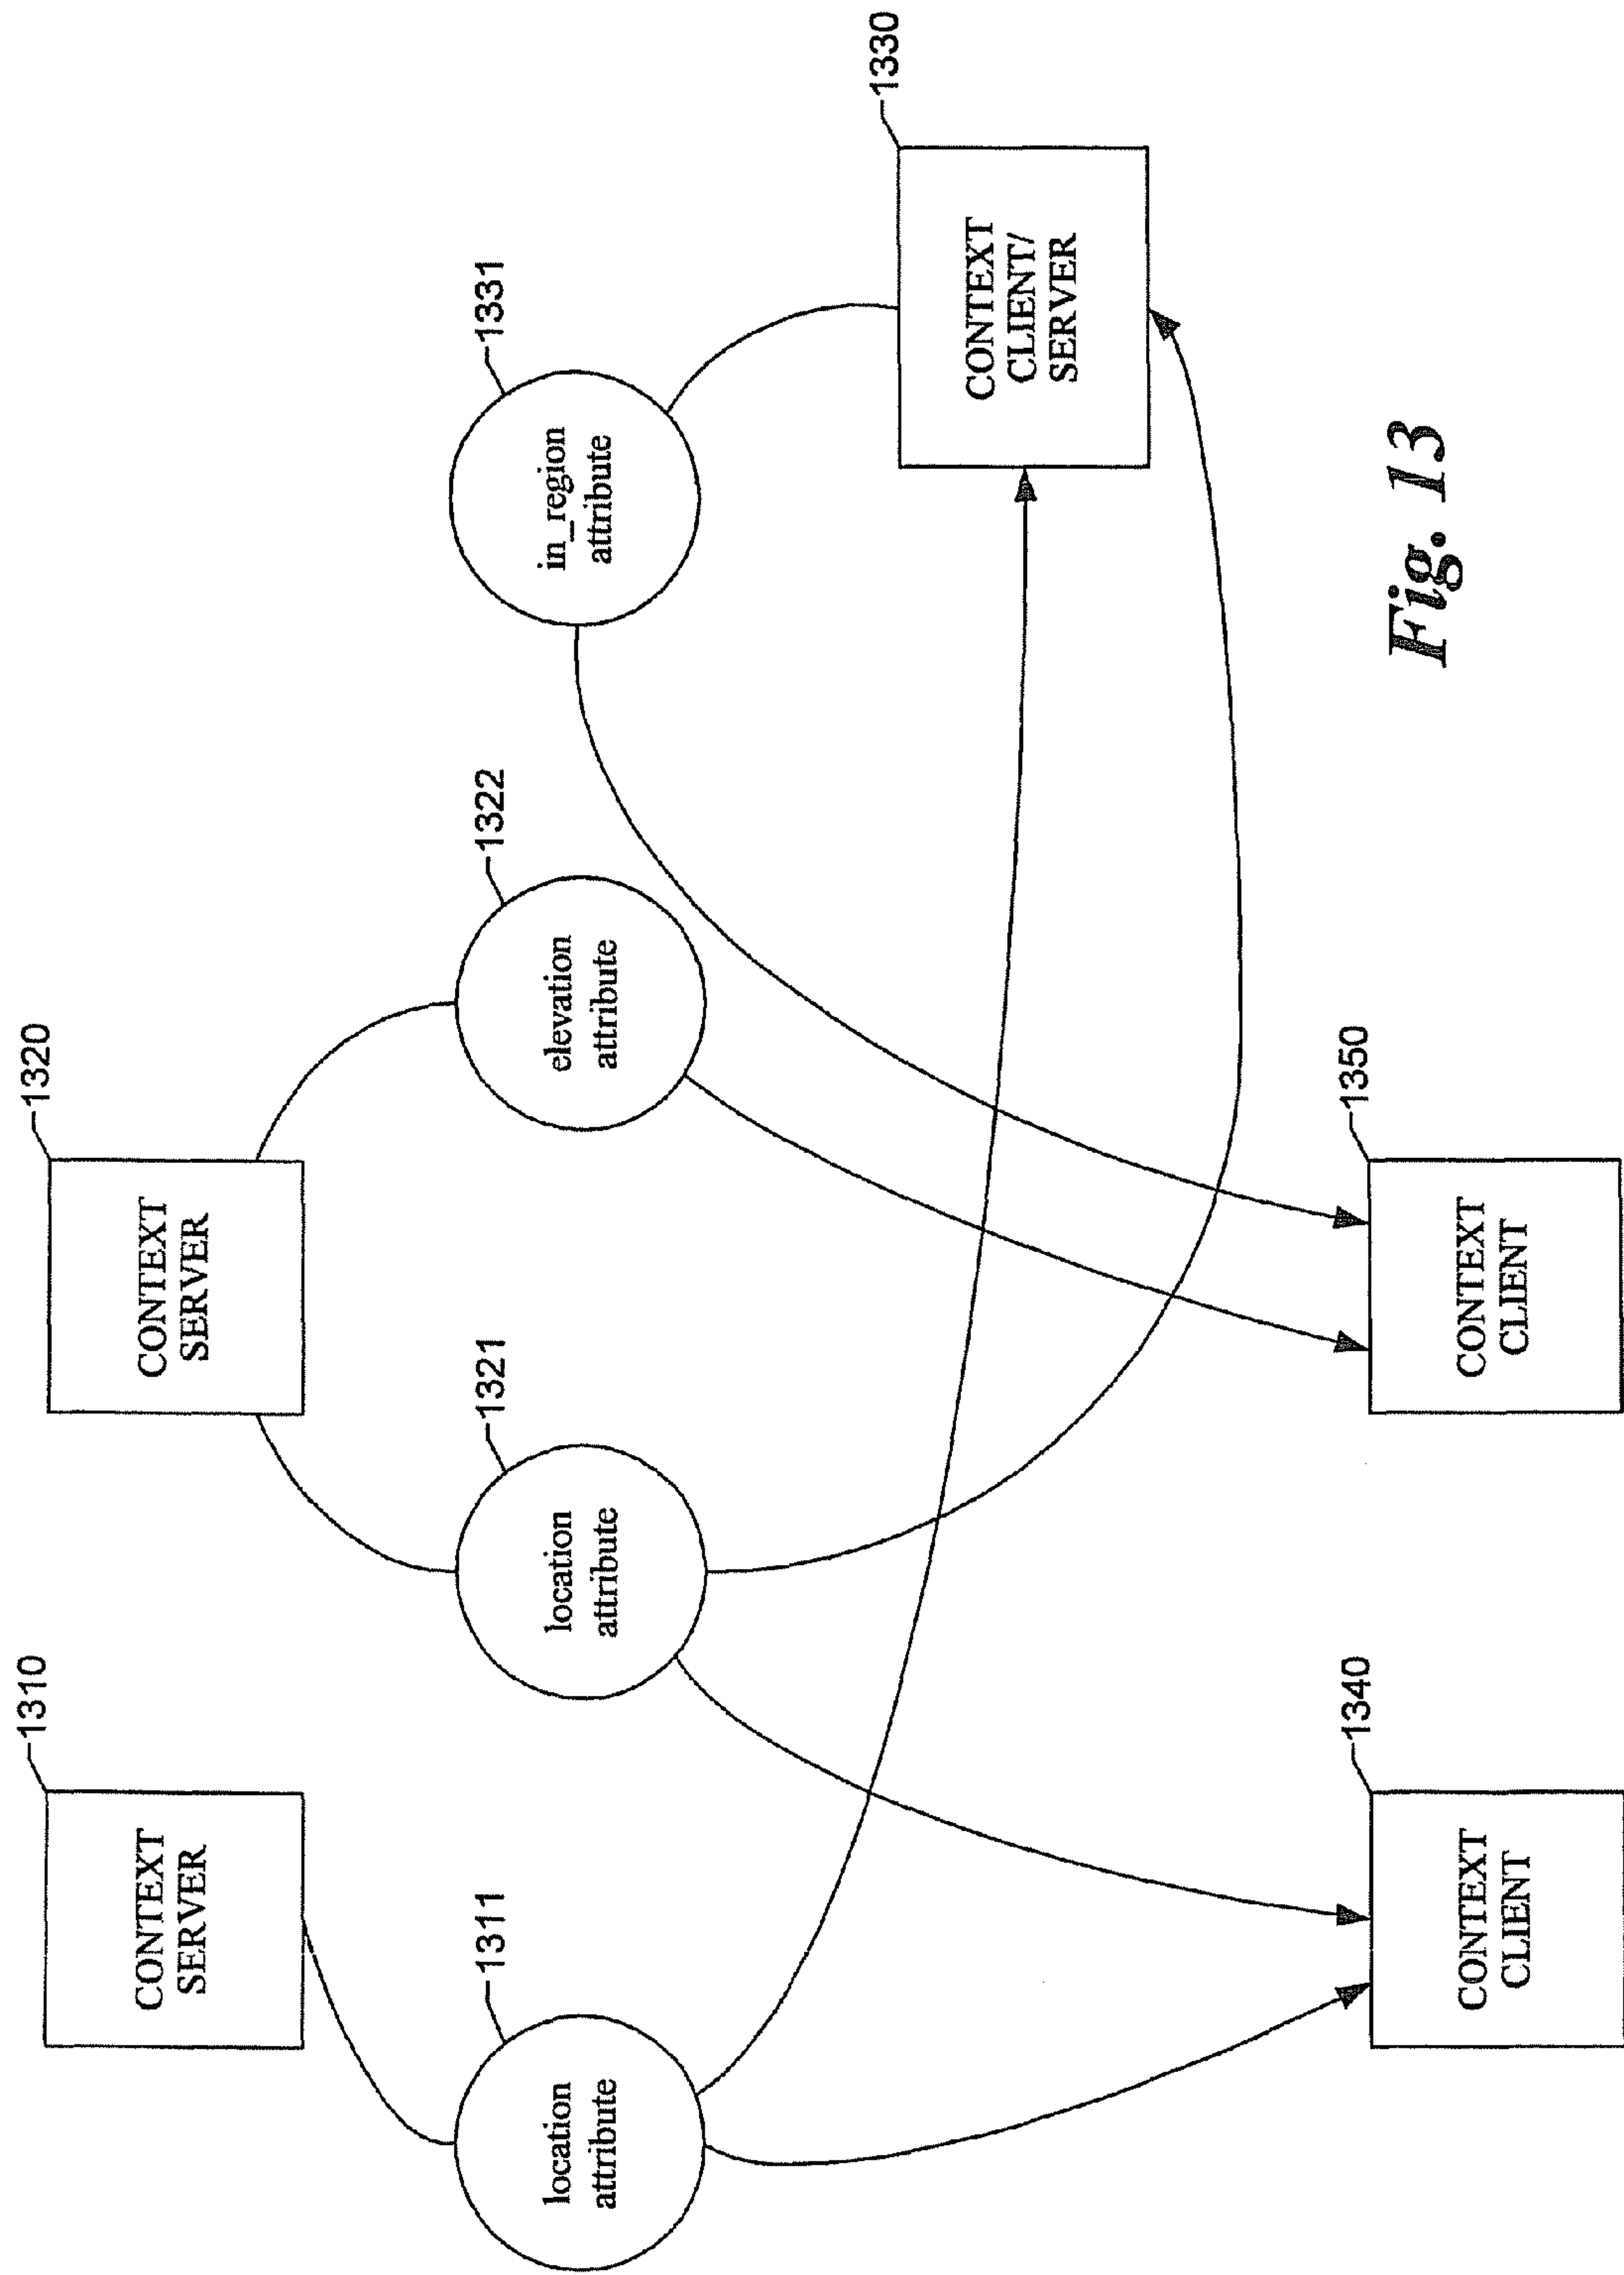 1310
CONTEXT
SERVER
1320
CONTEXT
SERVER
1311
location
attribute
1321
location
attribute
1322
elevation
attribute
1331
in_region
attribute
1330
CONTEXT
CLIENT/
SERVER
1340
CONTEXT
CLIENT
1350
CONTEXT
CLIENT
Fig. 13